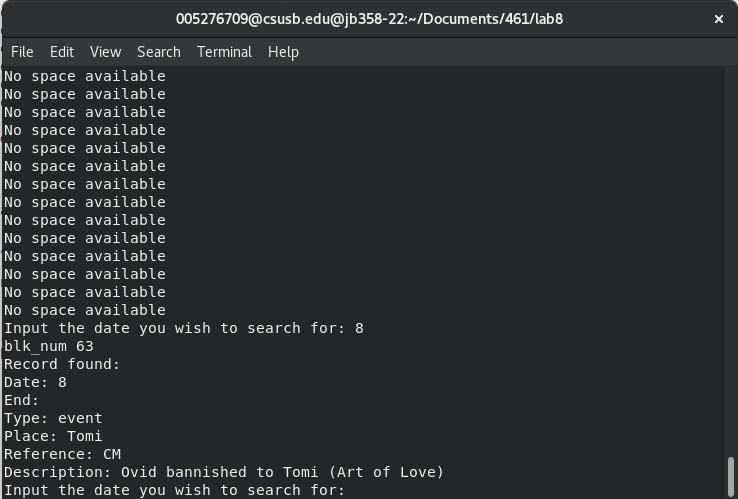 005276709@csusb.edu@jb358-22:~/Documents/461/lab8
File Edit View Search Terminal Help
No space available
No space available
No space available
No space available
No space available
No space available
No space available
No space available
No space available
No space available
No space available
No space available
No space available
No space available
Input the date you wish to search for: 8
blk_num 63
Record found:
Date: 8
End:
Type: event
Place: Tomi
Reference: CM
Description: Ovid bannished to Tomi (Art of Love)
Input the date you wish to search for: